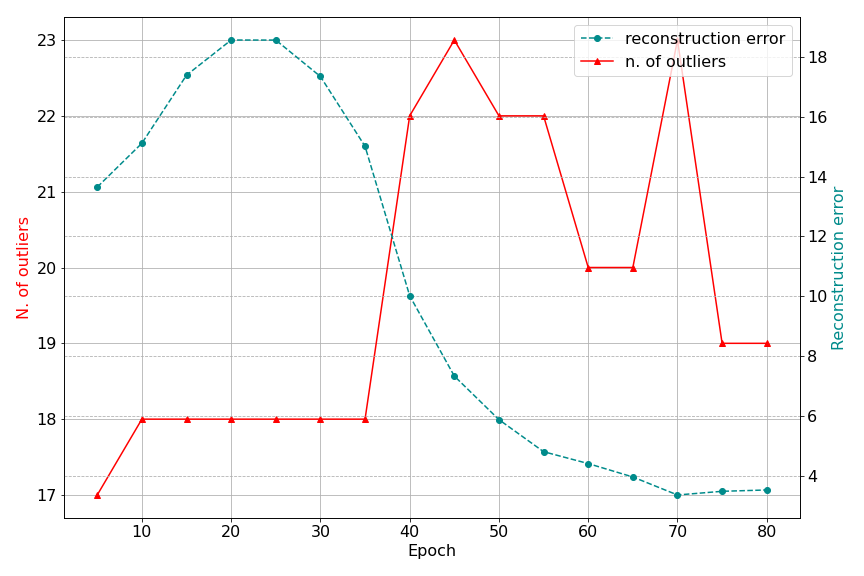 reconstruction error
n. of outliers
23
22
21
20
19
18
17
N. of outliers
18
16
14
12
10
8
6
4
Reconstruction error
10 20 30 40 50 60 70 80
Epoch